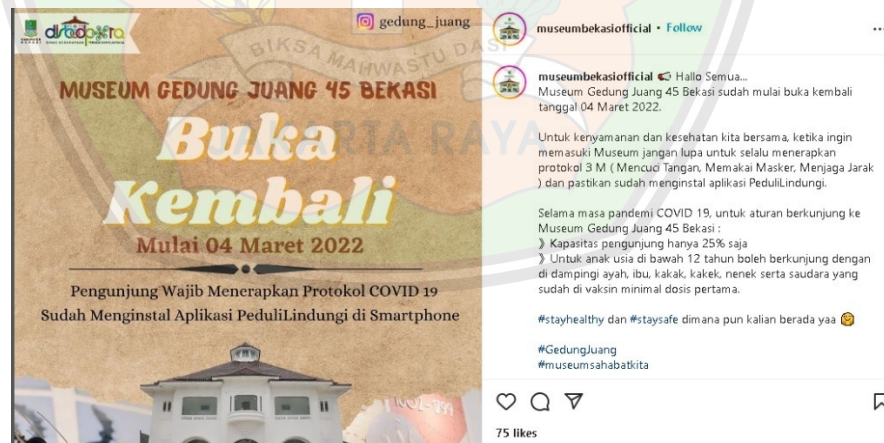 disbudpora
gedung_juang
BIKSA MAHWASTU DASI
JAKARTA RAYA
MUSEUM GEDUNG JUANG 45 BEKASI
Buka
Kembali
Mulai 04 Maret 2022
Pengunjung Wajib Menerapkan Protokol COVID 19
Sudah Menginstal Aplikasi PeduliLindungi di Smartphone
museumbekasiofficial • Follow
museumbekasiofficial 📢 Hallo Semua...
Museum Gedung Juang 45 Bekasi sudah mulai buka kembali
tanggal 04 Maret 2022.
Untuk kenyamanan dan kesehatan kita bersama, ketika ingin
memasuki Museum jangan lupa untuk selalu menerapkan
protokol 3 M ( Mencuci Tangan, Memakai Masker, Menjaga Jarak
) dan pastikan sudah menginstal aplikasi PeduliLindungi.
Selama masa pandemi COVID 19, untuk aturan berkunjung ke
Museum Gedung Juang 45 Bekasi :
》 Kapasitas pengunjung hanya 25% saja
》 Untuk anak usia di bawah 12 tahun boleh berkunjung dengan
di dampingi ayah, ibu, kakak, kakek, nenek serta saudara yang
sudah di vaksin minimal dosis pertama.
#stayhealthy dan #staysafe dimana pun kalian berada yaa 🤗
#GedungJuang
#museumsahabatkita
75 likes